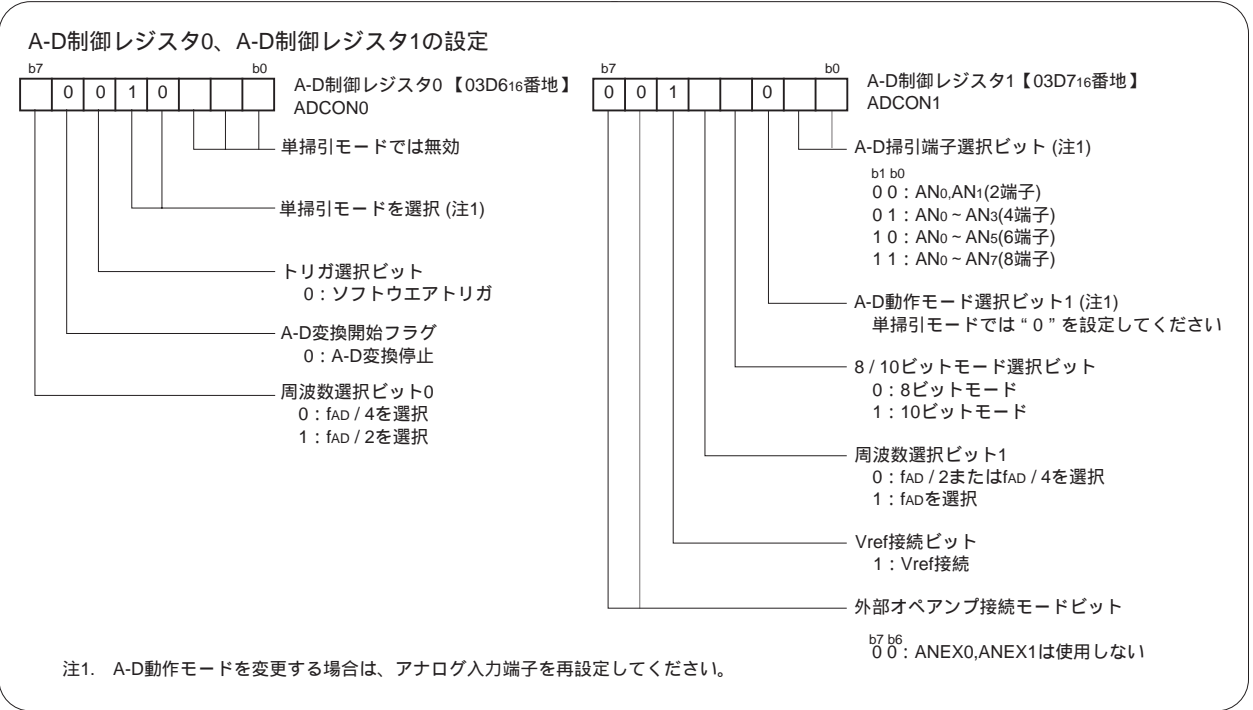 A-D制御レジスタ0、A-D制御レジスタ1の設定
b7 b0
0 0 1 0
A-D制御レジスタ0【03D616番地】
ADCON0
単掃引モードでは無効
単掃引モードを選択 (注1)
トリガ選択ビット
0：ソフトウエアトリガ
A-D変換開始フラグ
0：A-D変換停止
周波数選択ビット0
0：fAD / 4を選択
1：fAD / 2を選択
b7 b0
0 0 1 0
A-D制御レジスタ1【03D716番地】
ADCON1
A-D掃引端子選択ビット (注1)
b1 b0
0 0：AN0,AN1(2端子)
0 1：AN0 ~ AN3(4端子)
1 0：AN0 ~ AN5(6端子)
1 1：AN0 ~ AN7(8端子)
A-D動作モード選択ビット1 (注1)
単掃引モードでは“ 0 ”を設定してください
8 / 10ビットモード選択ビット
0：8ビットモード
1：10ビットモード
周波数選択ビット1
0：fAD / 2またはfAD / 4を選択
1：fADを選択
Vref接続ビット
1：Vref接続
外部オペアンプ接続モードビット
b7 b6
0 0：ANEX0,ANEX1は使用しない
注1. A-D動作モードを変更する場合は、アナログ入力端子を再設定してください。